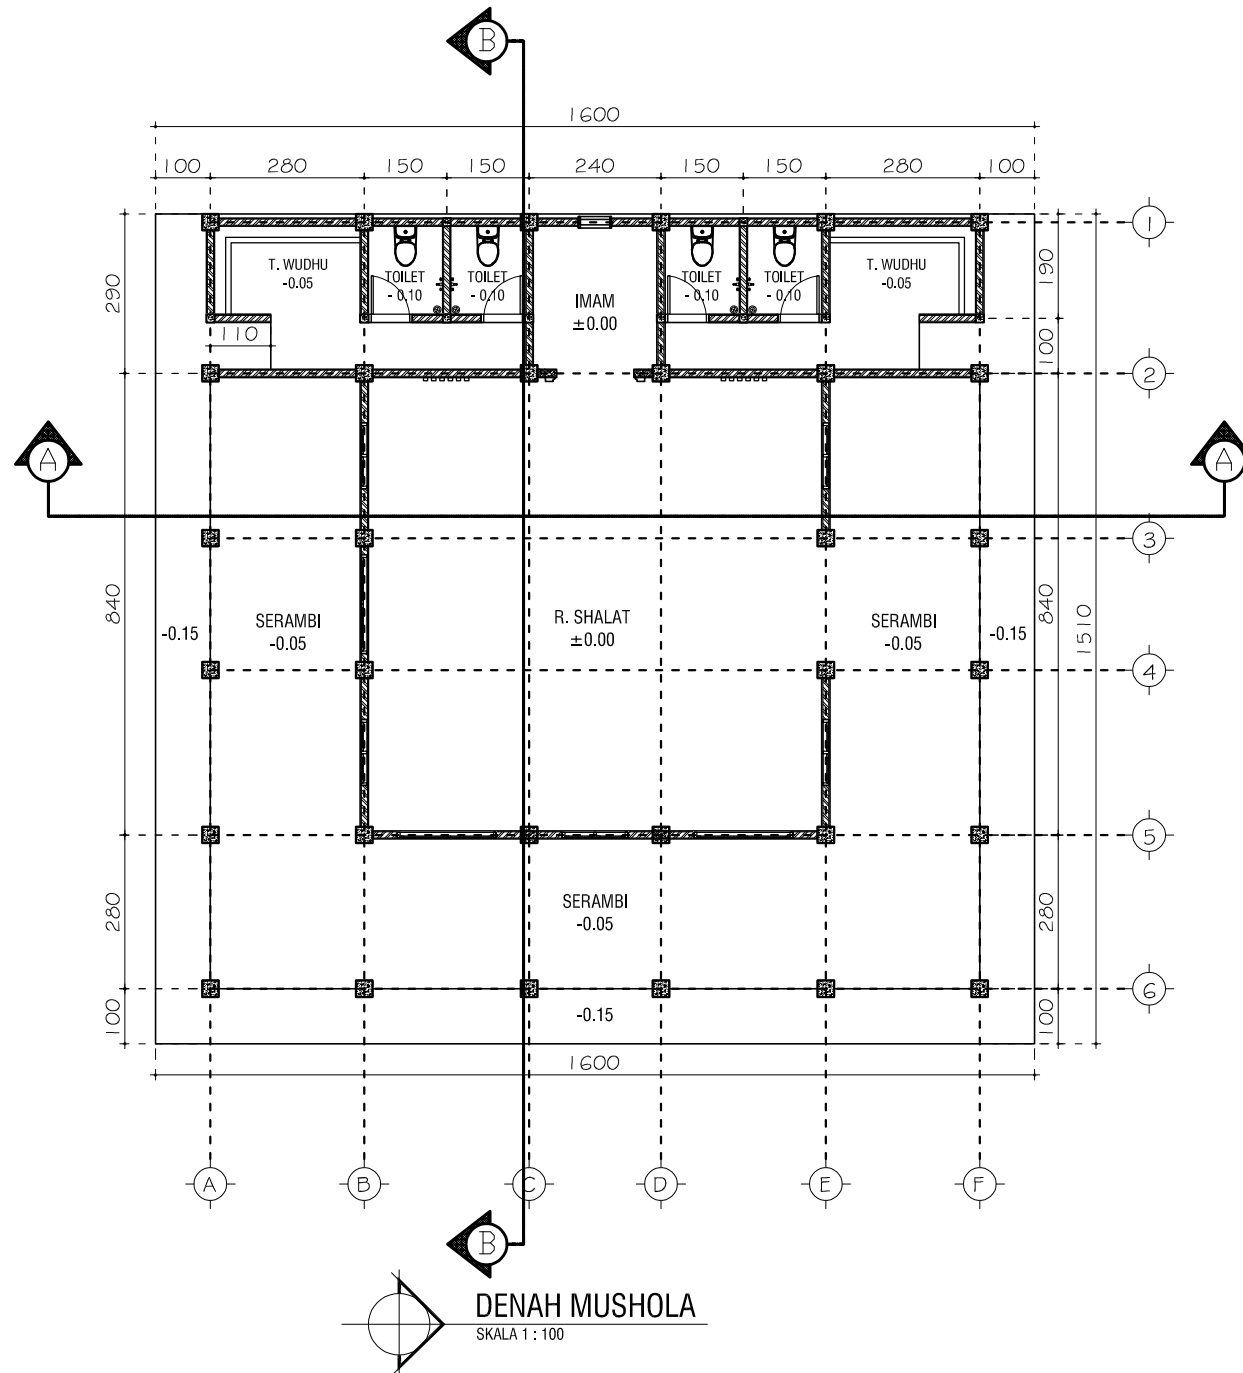 B
1600
100 280 150 150 240 150 150 280 100
1
290
190
T. WUDHU
-0.05
TOILET
- 0.10
TOILET
- 0.10
IMAM
±0.00
TOILET
- 0.10
TOILET
- 0.10
T. WUDHU
-0.05
110
100
2
A
A
3
840
-0.15
SERAMBI
-0.05
R. SHALAT
±0.00
SERAMBI
-0.05
-0.15
840
1510
4
5
280
SERAMBI
-0.05
280
6
100
-0.15
100
1600
A B C D E F
B
DENAH MUSHOLA
SKALA 1 : 100